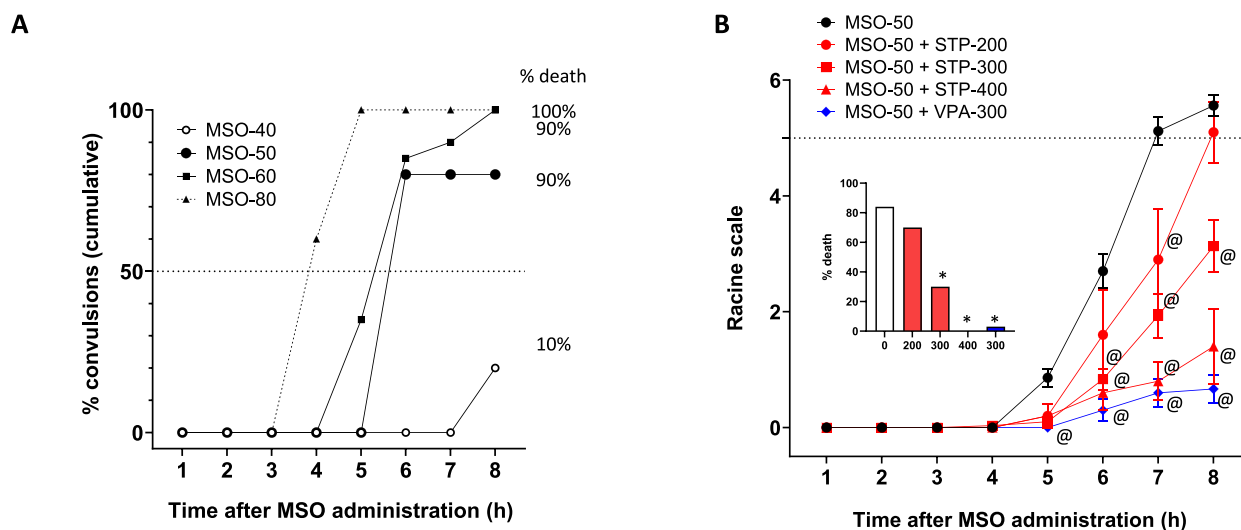 A
% death
100%
90%
90%
10%
MSO-40
MSO-50
MSO-60
MSO-80
% convulsions (cumulative)
100
50
0
1 2 3 4 5 6 7 8
Time after MSO administration (h)
B
MSO-50
MSO-50 + STP-200
MSO-50 + STP-300
MSO-50 + STP-400
MSO-50 + VPA-300
Racine scale
6
4
2
0
% death
100
80
60
40
20
0
* * *
0 200 300 400 300
@
@
@
@
@
@
@
@
@
@
@
1 2 3 4 5 6 7 8
Time after MSO administration (h)